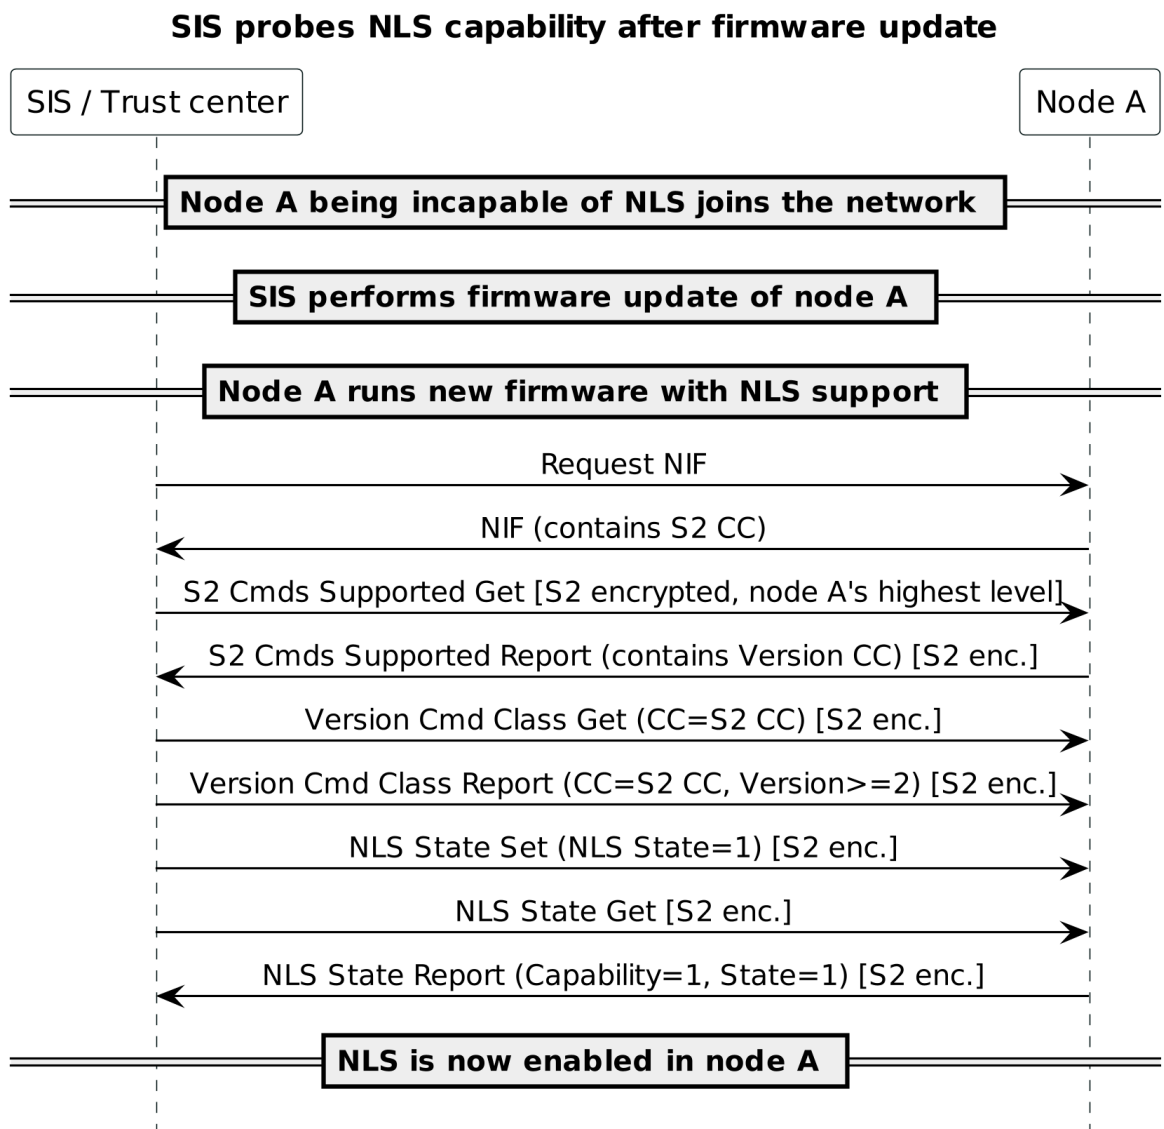 SIS probes NLS capability after firmware update
SIS / Trust center
Node A
Node A being incapable of NLS joins the network
SIS performs firmware update of node A
Node A runs new firmware with NLS support
Request NIF
NIF (contains S2 CC)
S2 Cmds Supported Get [S2 encrypted, node A's highest level]
S2 Cmds Supported Report (contains Version CC) [S2 enc.]
Version Cmd Class Get (CC=S2 CC) [S2 enc.]
Version Cmd Class Report (CC=S2 CC, Version>=2) [S2 enc.]
NLS State Set (NLS State=1) [S2 enc.]
NLS State Get [S2 enc.]
NLS State Report (Capability=1, State=1) [S2 enc.]
NLS is now enabled in node A